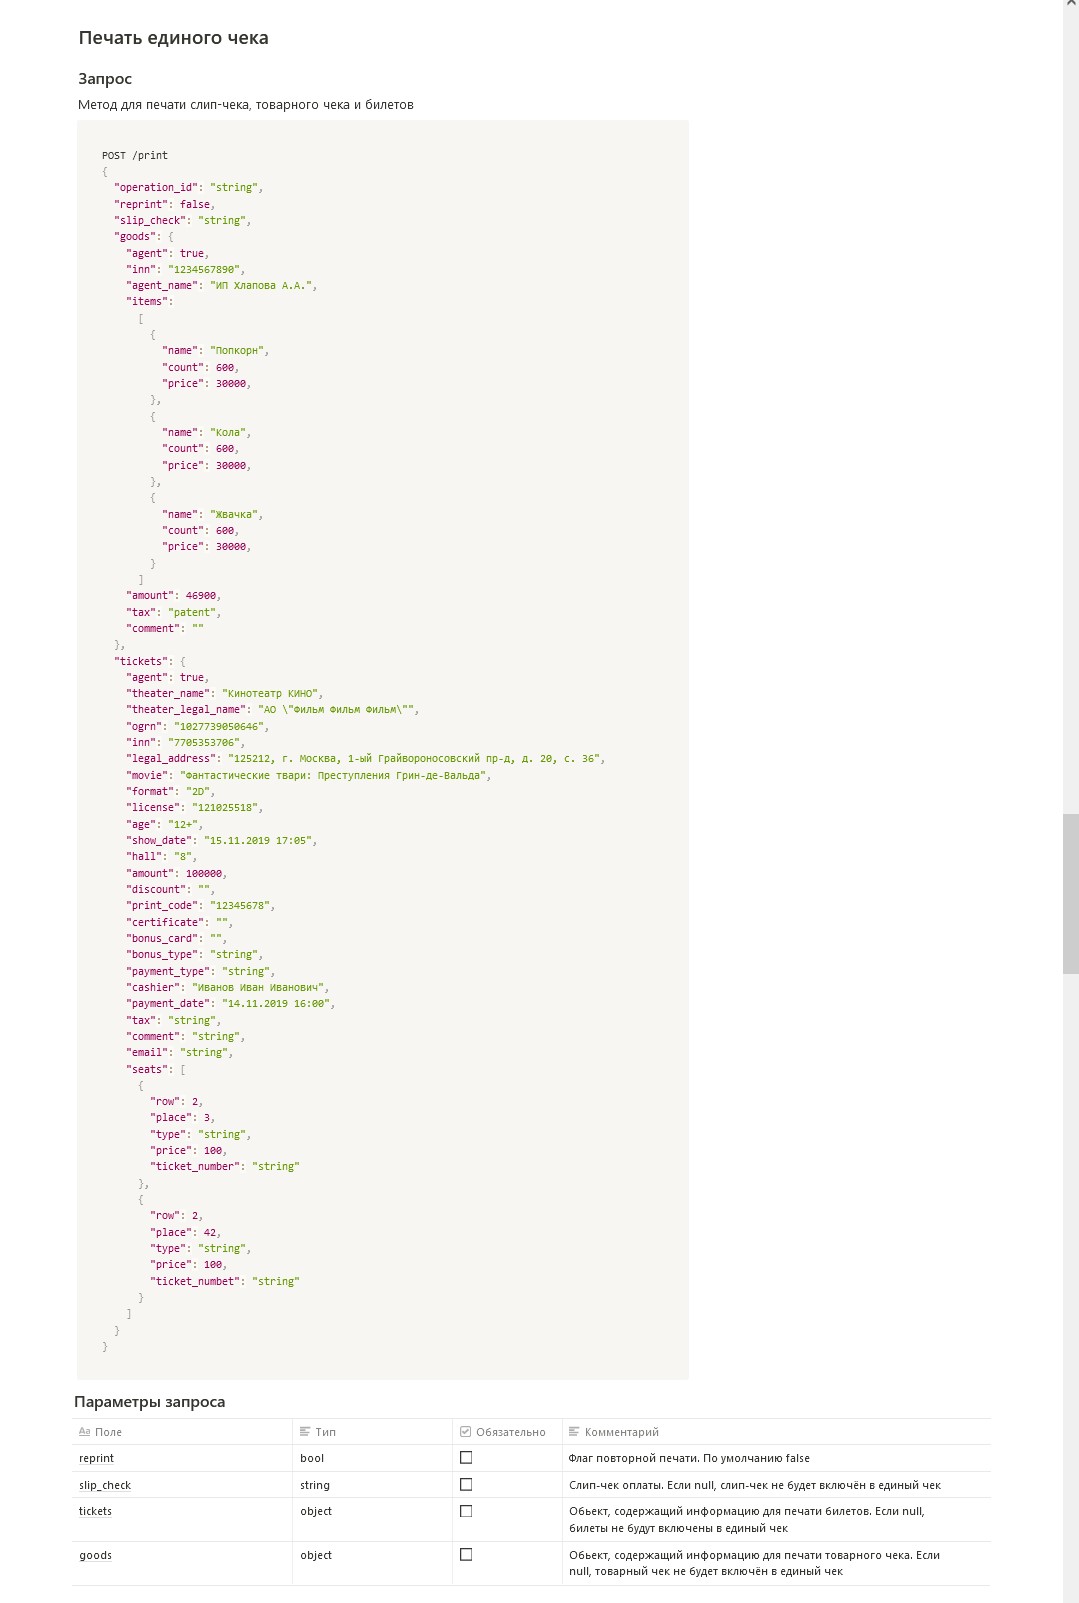 Печать единого чека
Запрос
Метод для печати слип-чека, товарного чека и билетов
POST /print
{
"operation_id": "string",
"reprint": false,
"slip_check": "string",
"goods": {
"agent": true,
"inn": "1234567890",
"agent_name": "ИП Хлапова А.А.",
"items":
[
{
"name": "Попкорн",
"count": 600,
"price": 30000,
},
{
"name": "Кола",
"count": 600,
"price": 30000,
},
{
"name": "Жвачка",
"count": 600,
"price": 30000,
}
]
"amount": 46900,
"tax": "patent",
"comment": ""
},
"tickets": {
"agent": true,
"theater_name": "Кинотеатр КИНО",
"theater_legal_name": "АО \"Фильм Фильм Фильм\"",
"ogrn": "1027739050646",
"inn": "7705353706",
"legal_address": "125212, г. Москва, 1-ый Грайвороносовский пр-д, д. 20, с. 36",
"movie": "Фантастические твари: Преступления Грин-де-Вальда",
"format": "2D",
"license": "121025518",
"age": "12+",
"show_date": "15.11.2019 17:05",
"hall": "8",
"amount": 100000,
"discount": "",
"print_code": "12345678",
"certificate": "",
"bonus_card": "",
"bonus_type": "string",
"payment_type": "string",
"cashier": "Иванов Иван Иванович",
"payment_date": "14.11.2019 16:00",
"tax": "string",
"comment": "string",
"email": "string",
"seats": [
{
"row": 2,
"place": 3,
"type": "string",
"price": 100,
"ticket_number": "string"
},
{
"row": 2,
"place": 42,
"type": "string",
"price": 100,
"ticket_numbet": "string"
}
]
}
}
Параметры запроса
Aa Поле Тип Обязательно Комментарий
reprint bool Флаг повторной печати. По умолчанию false
slip_check string Слип-чек оплаты. Если null, слип-чек не будет включён в единый чек
tickets object Обьект, содержащий информацию для печати билетов. Если null,
билеты не будут включены в единый чек
goods object Обьект, содержащий информацию для печати товарного чека. Если
null, товарный чек не будет включён в единый чек